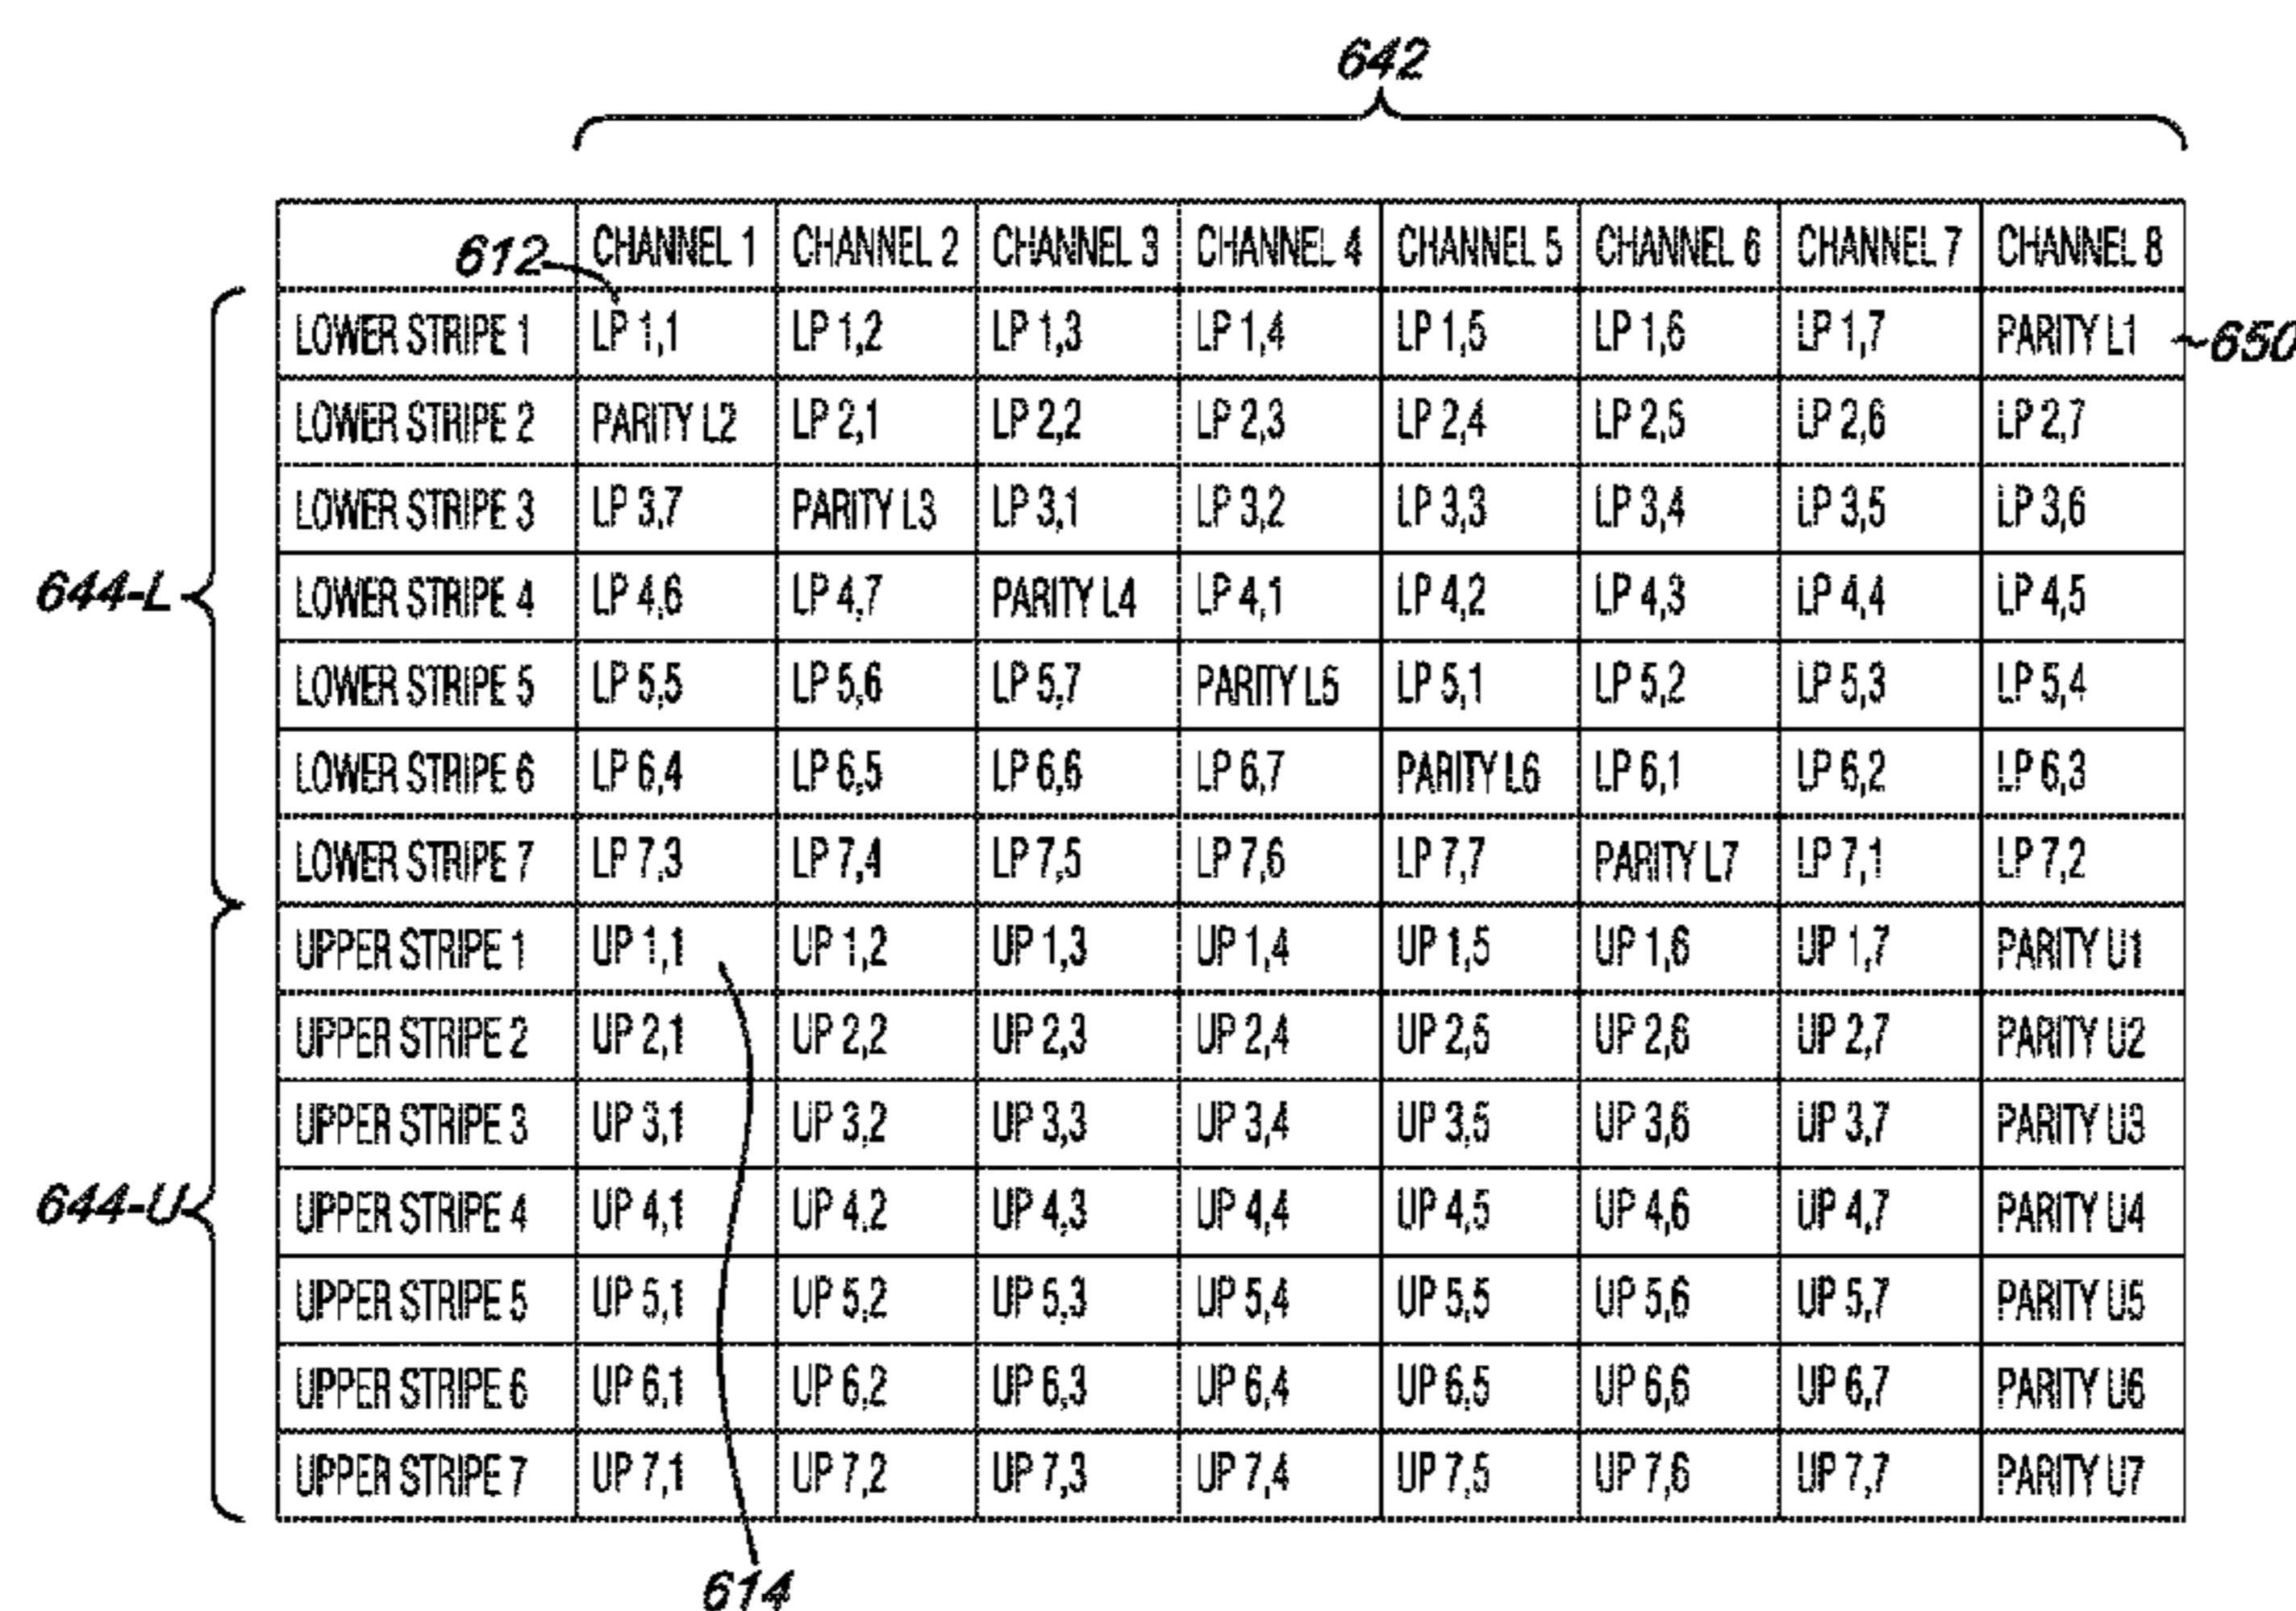 642
CHANNEL 1 CHANNEL 2 CHANNEL 3 CHANNEL 4 CHANNEL 5 CHANNEL 6 CHANNEL 7 CHANNEL 8
612
LOWER STRIPE 1 LP 1,1 LP 1,2 LP 1,3 LP 1,4 LP 1,5 LP 1,6 LP 1,7 PARITY L1
650
LOWER STRIPE 2 PARITY L2 LP 2,1 LP 2,2 LP 2,3 LP 2,4 LP 2,5 LP 2,6 LP 2,7
LOWER STRIPE 3 LP 3,7 PARITY L3 LP 3,1 LP 3,2 LP 3,3 LP 3,4 LP 3,5 LP 3,6
644-L
LOWER STRIPE 4 LP 4,6 LP 4,7 PARITY L4 LP 4,1 LP 4,2 LP 4,3 LP 4,4 LP 4,5
LOWER STRIPE 5 LP 5,5 LP 5,6 LP 5,7 PARITY L5 LP 5,1 LP 5,2 LP 5,3 LP 5,4
LOWER STRIPE 6 LP 6,4 LP 6,5 LP 6,6 LP 6,7 PARITY L6 LP 6,1 LP 6,2 LP 6,3
LOWER STRIPE 7 LP 7,3 LP 7,4 LP 7,5 LP 7,6 LP 7,7 PARITY L7 LP 7,1 LP 7,2
UPPER STRIPE 1 UP 1,1 UP 1,2 UP 1,3 UP 1,4 UP 1,5 UP 1,6 UP 1,7 PARITY U1
UPPER STRIPE 2 UP 2,1 UP 2,2 UP 2,3 UP 2,4 UP 2,5 UP 2,6 UP 2,7 PARITY U2
UPPER STRIPE 3 UP 3,1 UP 3,2 UP 3,3 UP 3,4 UP 3,5 UP 3,6 UP 3,7 PARITY U3
644-U
UPPER STRIPE 4 UP 4,1 UP 4,2 UP 4,3 UP 4,4 UP 4,5 UP 4,6 UP 4,7 PARITY U4
UPPER STRIPE 5 UP 5,1 UP 5,2 UP 5,3 UP 5,4 UP 5,5 UP 5,6 UP 5,7 PARITY U5
UPPER STRIPE 6 UP 6,1 UP 6,2 UP 6,3 UP 6,4 UP 6,5 UP 6,6 UP 6,7 PARITY U6
UPPER STRIPE 7 UP 7,1 UP 7,2 UP 7,3 UP 7,4 UP 7,5 UP 7,6 UP 7,7 PARITY U7
614